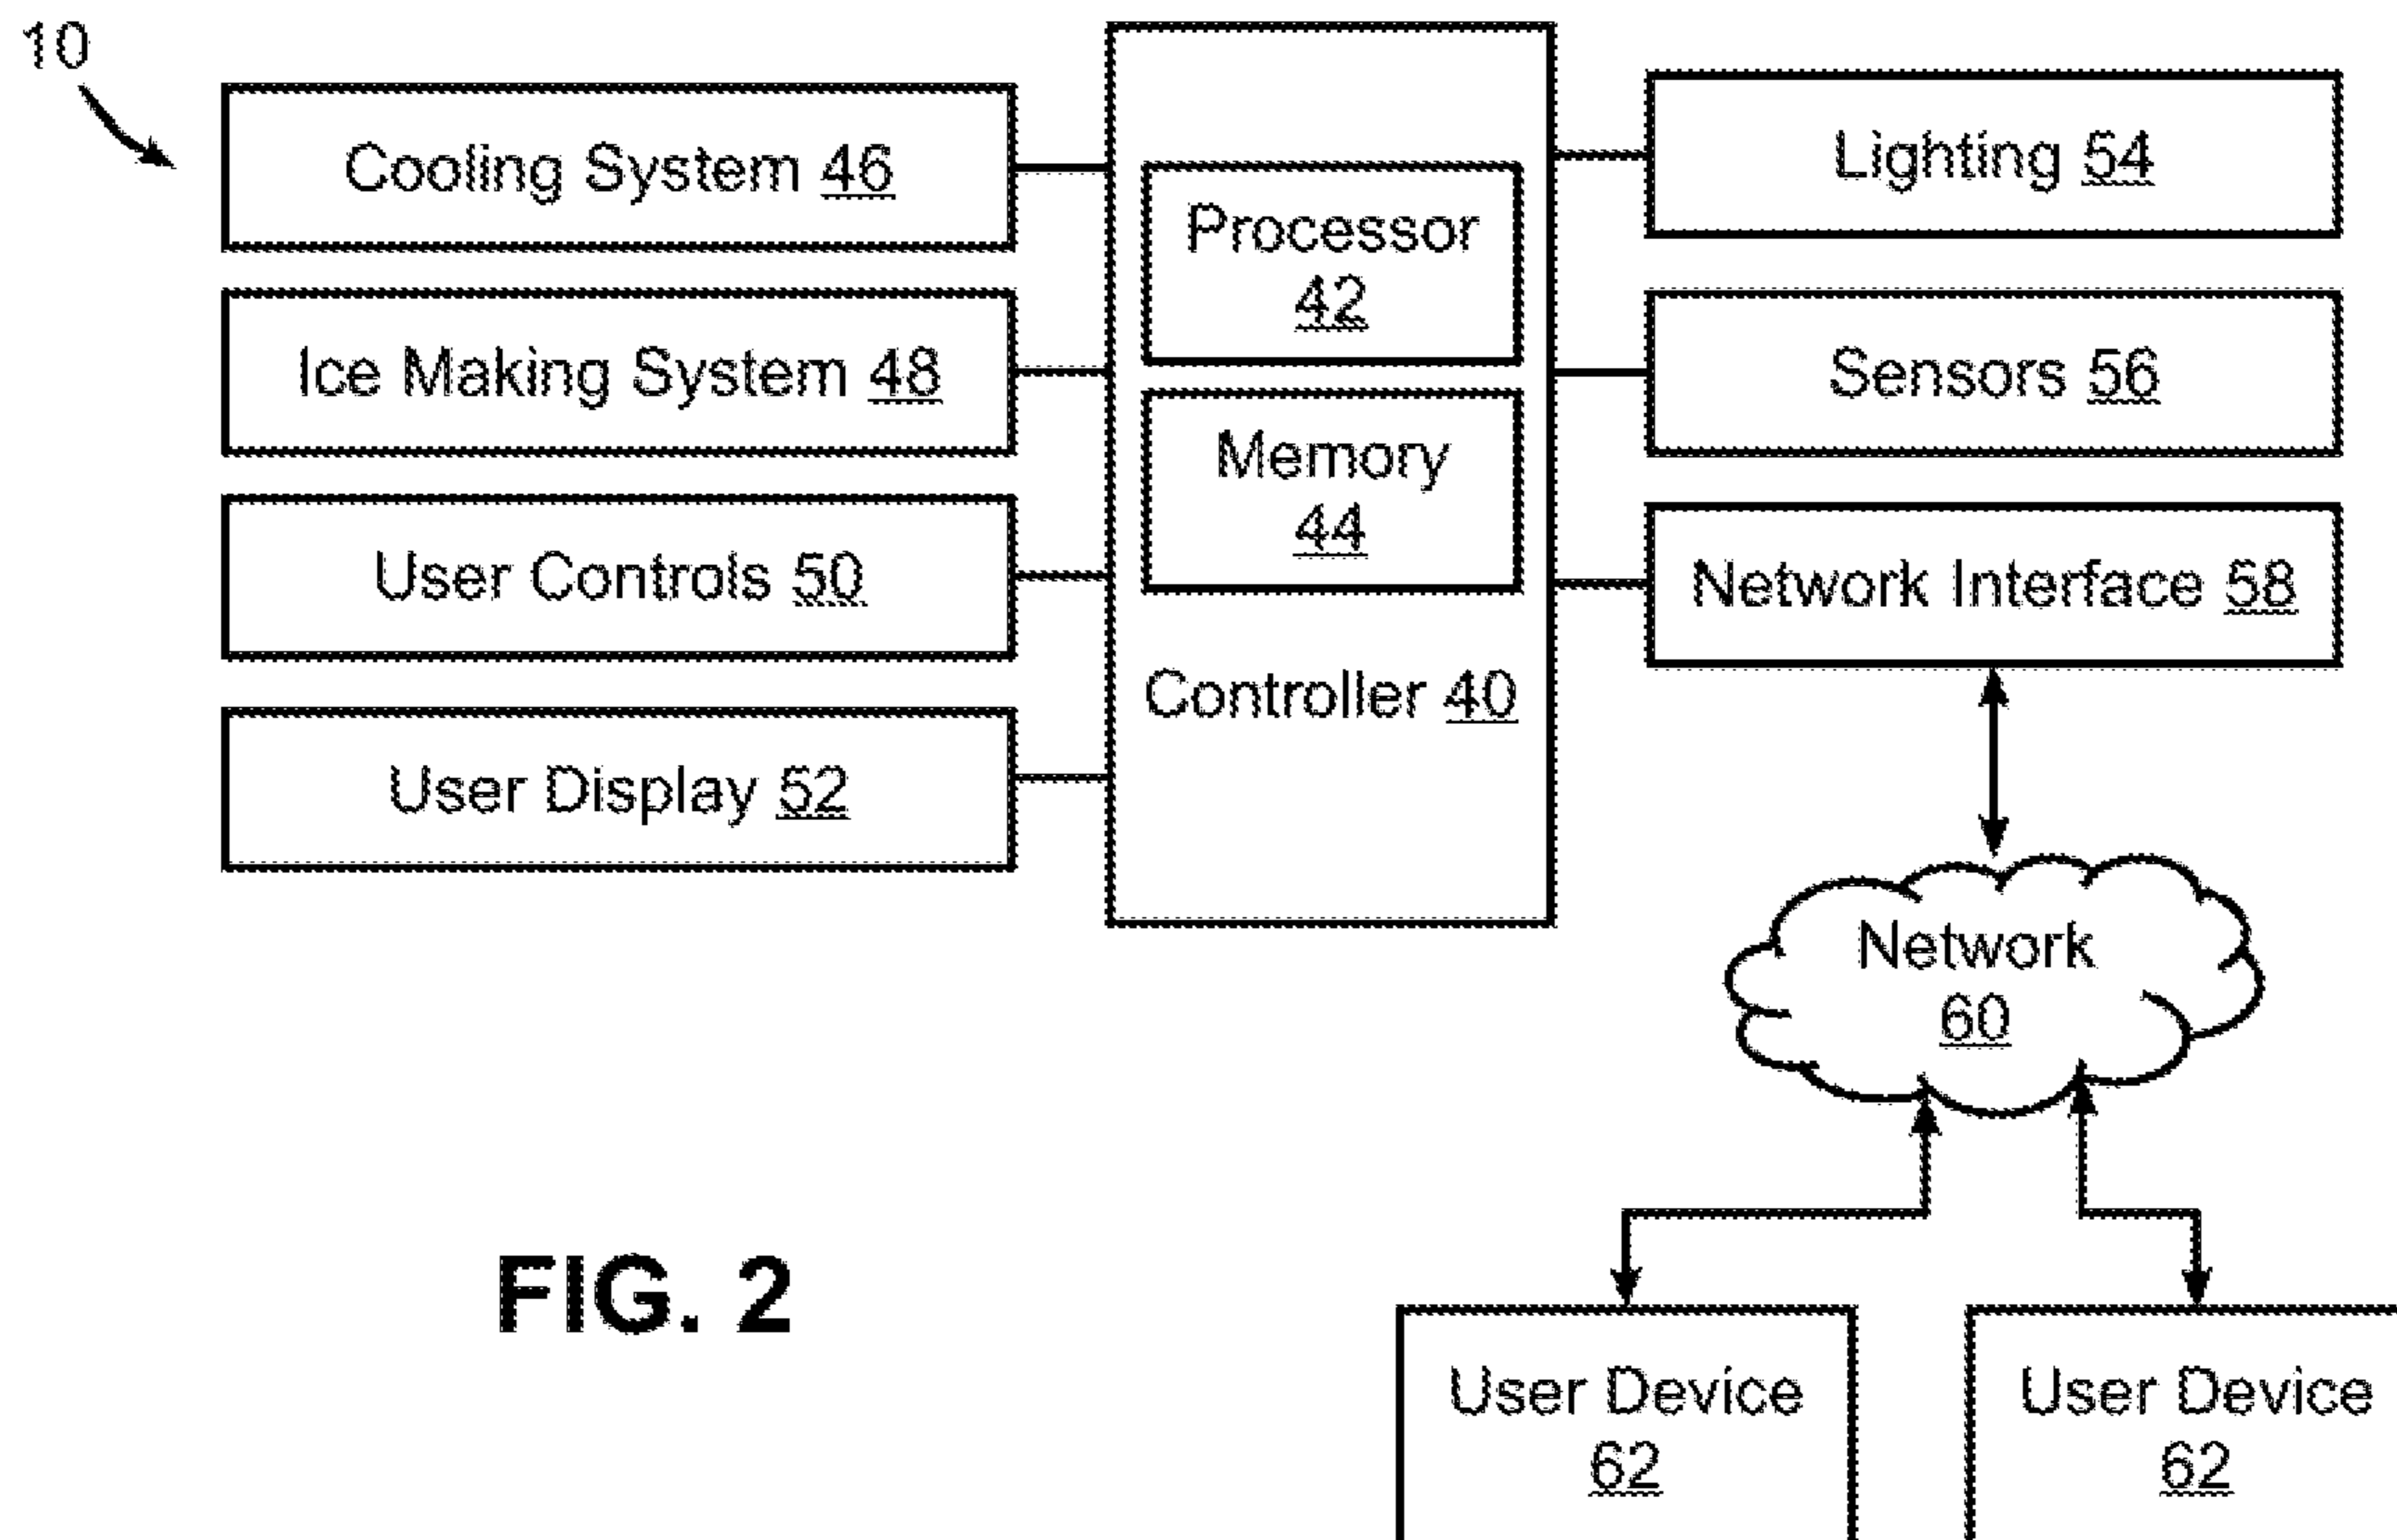 10
Cooling System 46
Ice Making System 48
User Controls 50
User Display 52
Processor
42
Memory
44
Controller 40
Lighting 54
Sensors 56
Network Interface 58
Network
60
FIG. 2
User Device
62
User Device
62